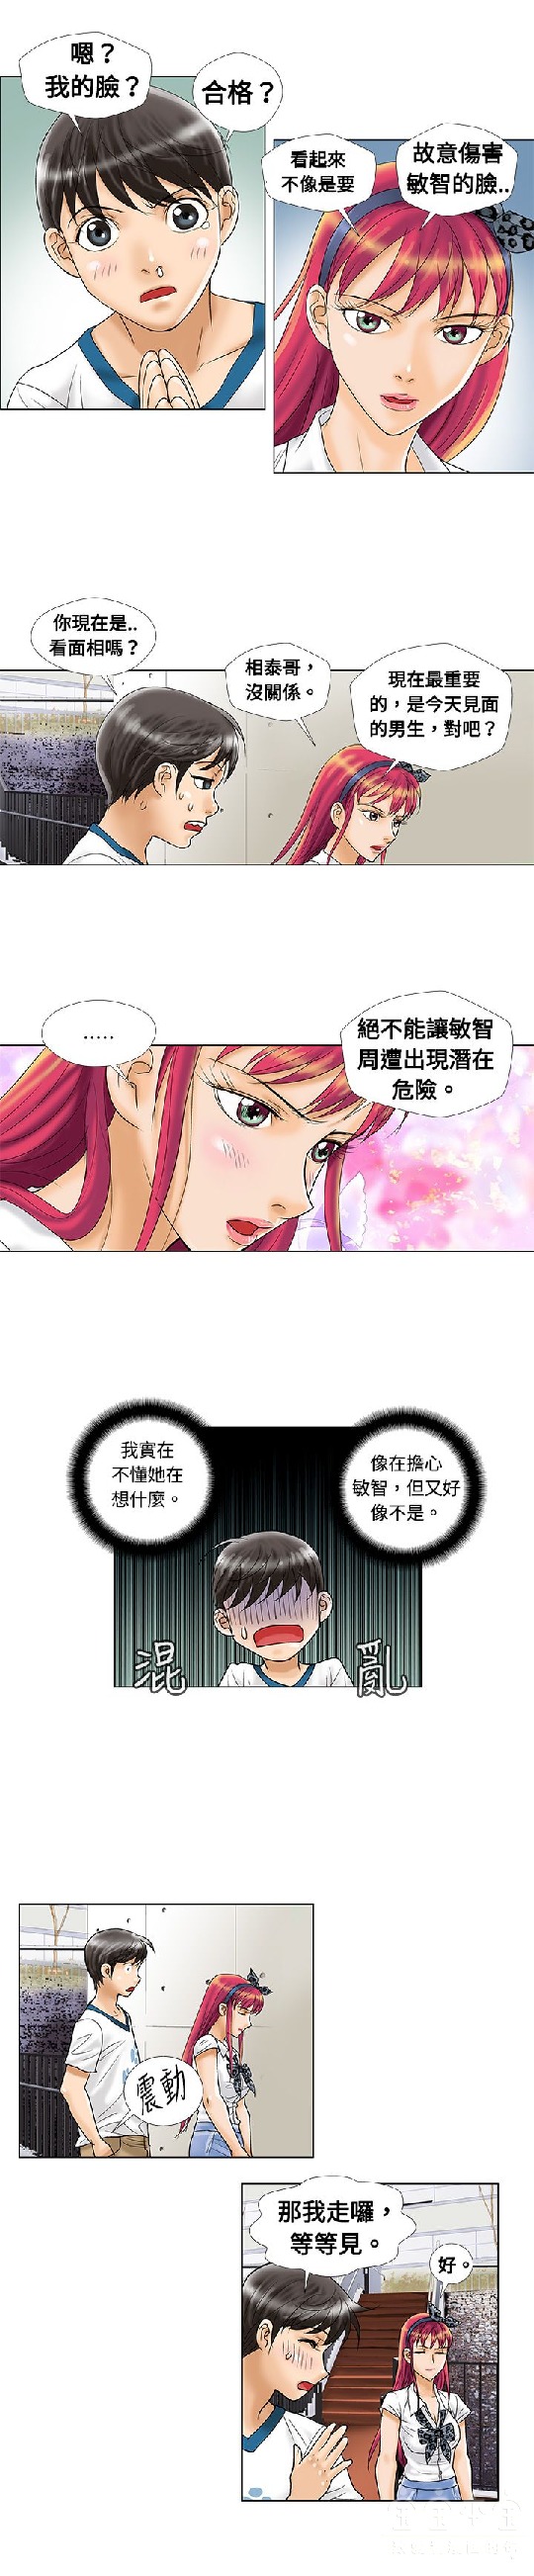 嗯？
我的臉？
合格？
看起來
不像是要
故意傷害
敏智的臉..
你現在是..
看面相嗎？
相泰哥，
沒關係。
現在最重要
的，是今天見面
的男生，對吧？
.....
絕不能讓敏智
周遭出現潛在
危險。
我實在
不懂她在
想什麼。
像在擔心
敏智，但又好
像不是。
混亂
震動
那我走囉，
等等見。
好。